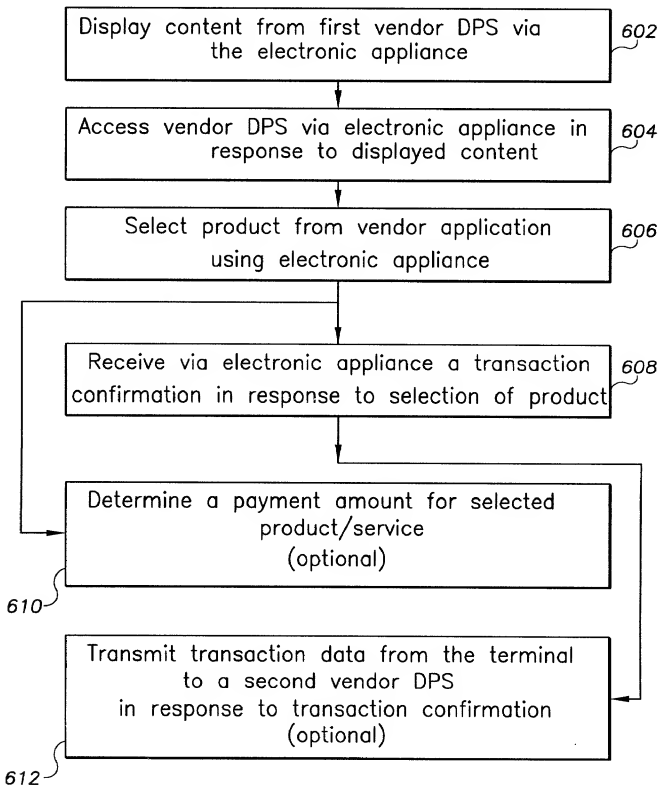 Display content from first vendor DPS via
the electronic appliance
602
Access vendor DPS via electronic appliance in
response to displayed content
604
Select product from vendor application
using electronic appliance
606
Receive via electronic appliance a transaction
confirmation in response to selection of product
608
Determine a payment amount for selected
product/service
(optional)
610
Transmit transaction data from the terminal
to a second vendor DPS
in response to transaction confirmation
(optional)
612